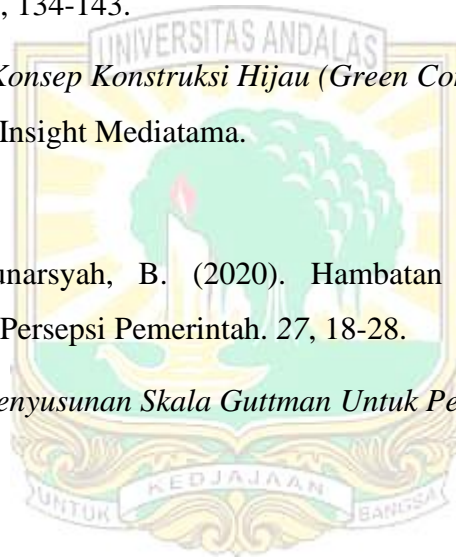 , 134-143.
UNIVERSITAS ANDALAS
Konsep Konstruksi Hijau (Green Co
Insight Mediatama.
unarsyah, B. (2020). Hambatan
Persepsi Pemerintah. 27, 18-28.
enyusunan Skala Guttman Untuk Pe
UNTUK KEDJAJAAN BANGSA